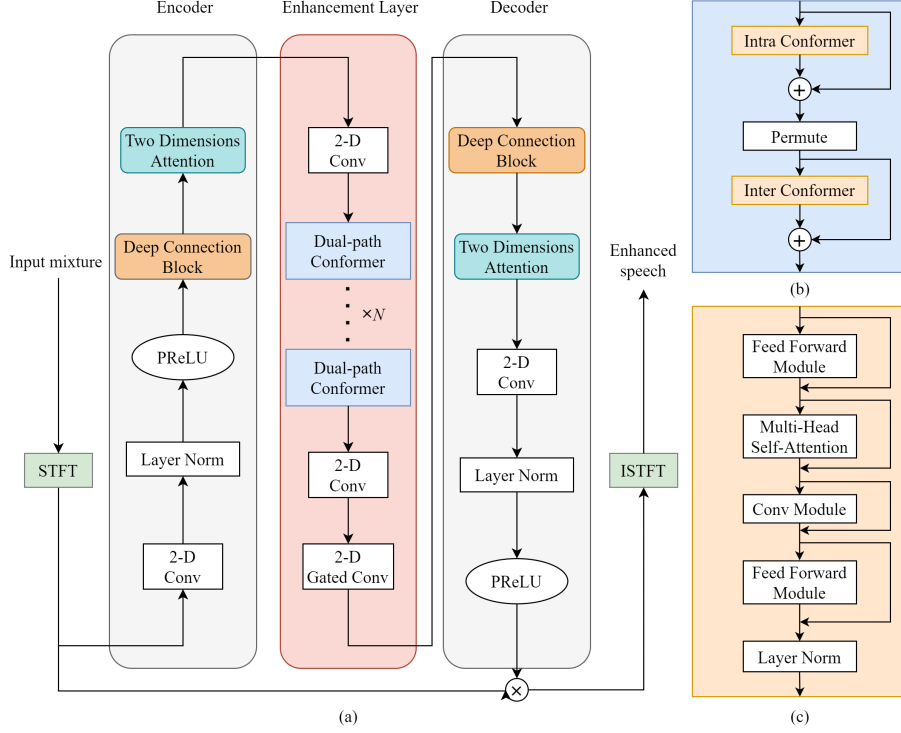 Encoder
Enhancement Layer
Decoder
Input mixture
STFT
Two Dimensions
Attention
Deep Connection
Block
PReLU
Layer Norm
2-D
Conv
2-D
Conv
Dual-path
Conformer
×N
Dual-path
Conformer
2-D
Conv
2-D
Gated Conv
Deep Connection
Block
Two Dimensions
Attention
2-D
Conv
Layer Norm
PReLU
×
Enhanced
speech
ISTFT
(a)
Intra Conformer
+
Permute
Inter Conformer
+
(b)
Feed Forward
Module
Multi-Head
Self-Attention
Conv Module
Feed Forward
Module
Layer Norm
(c)